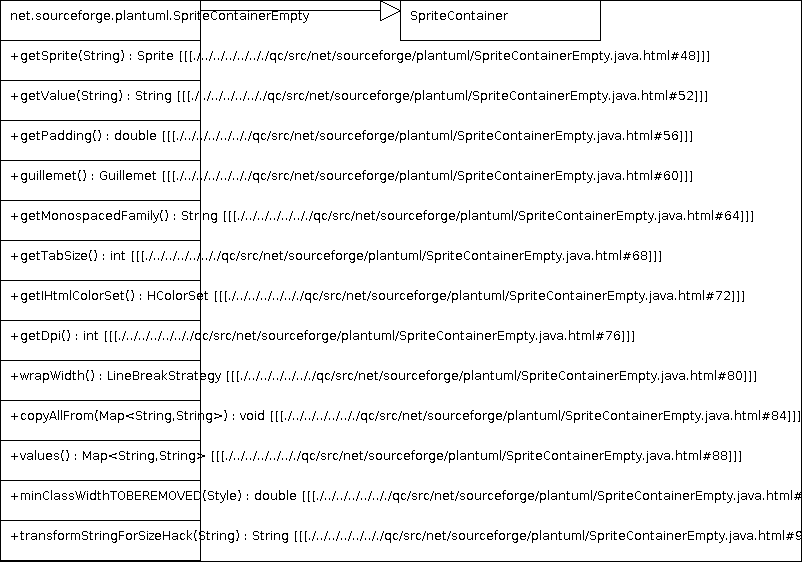 net.sourceforge.plantuml.SpriteContainerEmpty
SpriteContainer
+getSprite(String) : Sprite [[[./../../../../../../qc/src/net/sourceforge/plantuml/SpriteContainerEmpty.java.html#48]]]
+getValue(String) : String [[[./../../../../../../qc/src/net/sourceforge/plantuml/SpriteContainerEmpty.java.html#52]]]
+getPadding() : double [[[./../../../../../../qc/src/net/sourceforge/plantuml/SpriteContainerEmpty.java.html#56]]]
+guillemet() : Guillemet [[[./../../../../../../qc/src/net/sourceforge/plantuml/SpriteContainerEmpty.java.html#60]]]
+getMonospacedFamily() : String [[[./../../../../../../qc/src/net/sourceforge/plantuml/SpriteContainerEmpty.java.html#64]]]
+getTabSize() : int [[[./../../../../../../qc/src/net/sourceforge/plantuml/SpriteContainerEmpty.java.html#68]]]
+getIHtmlColorSet() : HColorSet [[[./../../../../../../qc/src/net/sourceforge/plantuml/SpriteContainerEmpty.java.html#72]]]
+getDpi() : int [[[./../../../../../../qc/src/net/sourceforge/plantuml/SpriteContainerEmpty.java.html#76]]]
+wrapWidth() : LineBreakStrategy [[[./../../../../../../qc/src/net/sourceforge/plantuml/SpriteContainerEmpty.java.html#80]]]
+copyAllFrom(Map<String,String>) : void [[[./../../../../../../qc/src/net/sourceforge/plantuml/SpriteContainerEmpty.java.html#84]]]
+values() : Map<String,String> [[[./../../../../../../qc/src/net/sourceforge/plantuml/SpriteContainerEmpty.java.html#88]]]
+minClassWidthTOBEREMOVED(Style) : double [[[./../../../../../../qc/src/net/sourceforge/plantuml/SpriteContainerEmpty.java.html#
+transformStringForSizeHack(String) : String [[[./../../../../../../qc/src/net/sourceforge/plantuml/SpriteContainerEmpty.java.html#9